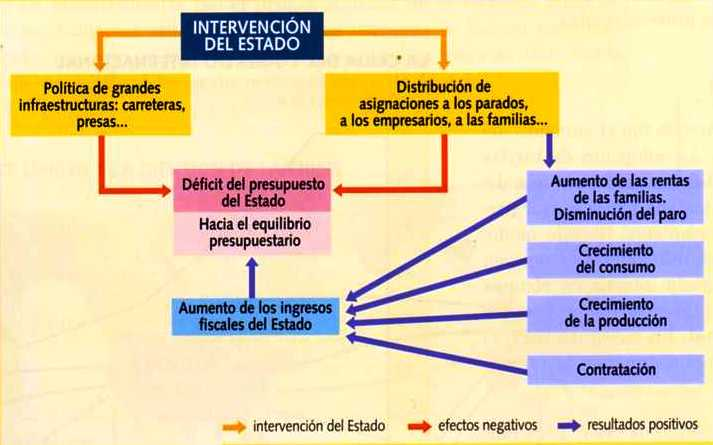 INTERVENCIÓN
DEL ESTADO
Política de grandes
infraestructuras: carreteras,
presas...
Distribución de
asignaciones a los parados,
a los empresarios, a las familias...
Déficit del presupuesto
del Estado
Hacia el equilibrio
presupuestario
Aumento de las rentas
de las familias.
Disminución del paro
Crecimiento
del consumo
Aumento de los ingresos
fiscales del Estado
Crecimiento
de la producción
Contratación
intervención del Estado
efectos negativos
resultados positivos